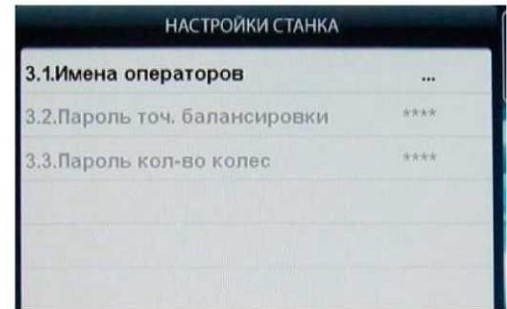 НАСТРОЙКИ СТАНКА
3.1.Имена операторов ...
3.2.Пароль точ. балансировки ****
3.3.Пароль кол-во колес ****